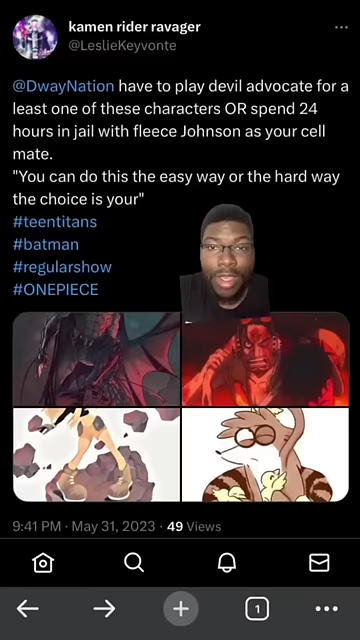 kamen rider ravager
@LeslieKeyvonte
@DwayNation have to play devil advocate for a
least one of these characters OR spend 24
hours in jail with fleece Johnson as your cell
mate.
"You can do this the easy way or the hard way
the choice is your"
#teentitans
#batman
#regularshow
#ONEPIECE
9:41 PM · May 31, 2023 · 49 Views
1